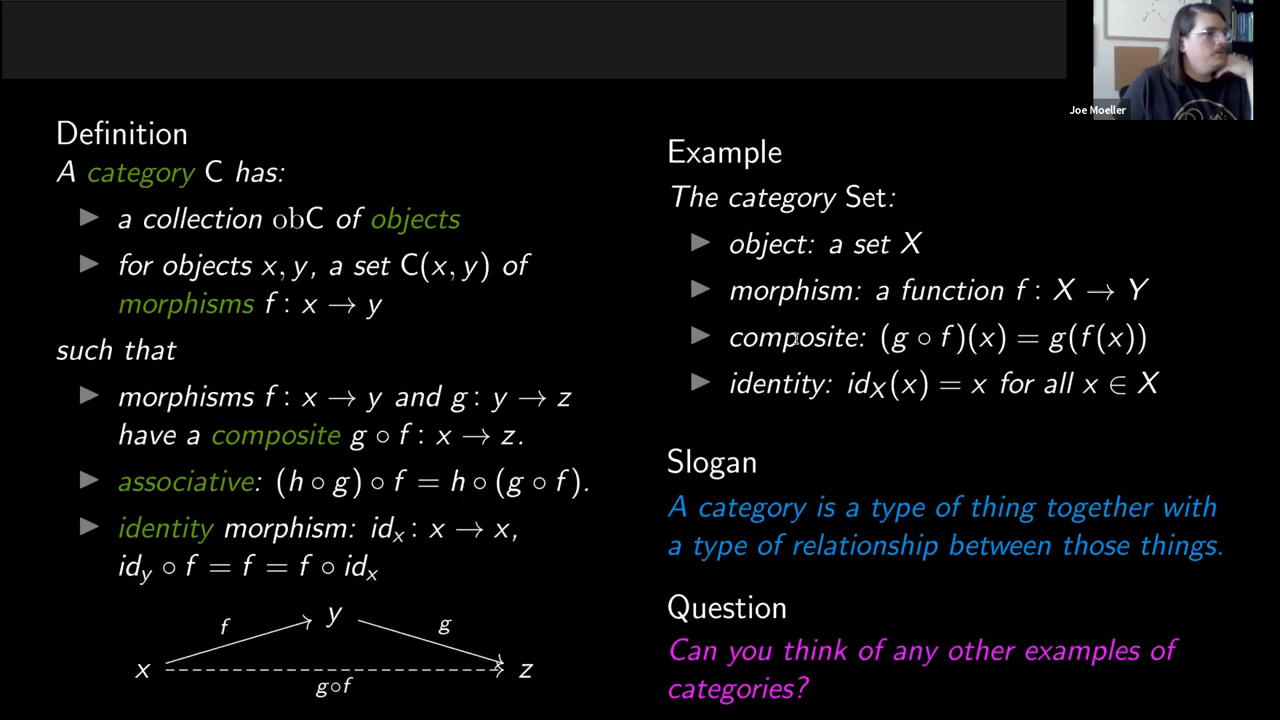 Joe Moeller
Definition
A category C has:
▶ a collection obC of objects
▶ for objects x, y, a set C(x, y) of
morphisms f : x → y
such that
▶ morphisms f : x → y and g : y → z
have a composite g ∘ f : x → z.
▶ associative: (h ∘ g) ∘ f = h ∘ (g ∘ f).
▶ identity morphism: id_x : x → x,
id_y ∘ f = f = f ∘ id_x
f
y
g
x
z
g∘f
Example
The category Set:
▶ object: a set X
▶ morphism: a function f : X → Y
▶ composite: (g ∘ f)(x) = g(f(x))
▶ identity: id_X(x) = x for all x ∈ X
Slogan
A category is a type of thing together with
a type of relationship between those things.
Question
Can you think of any other examples of
categories?